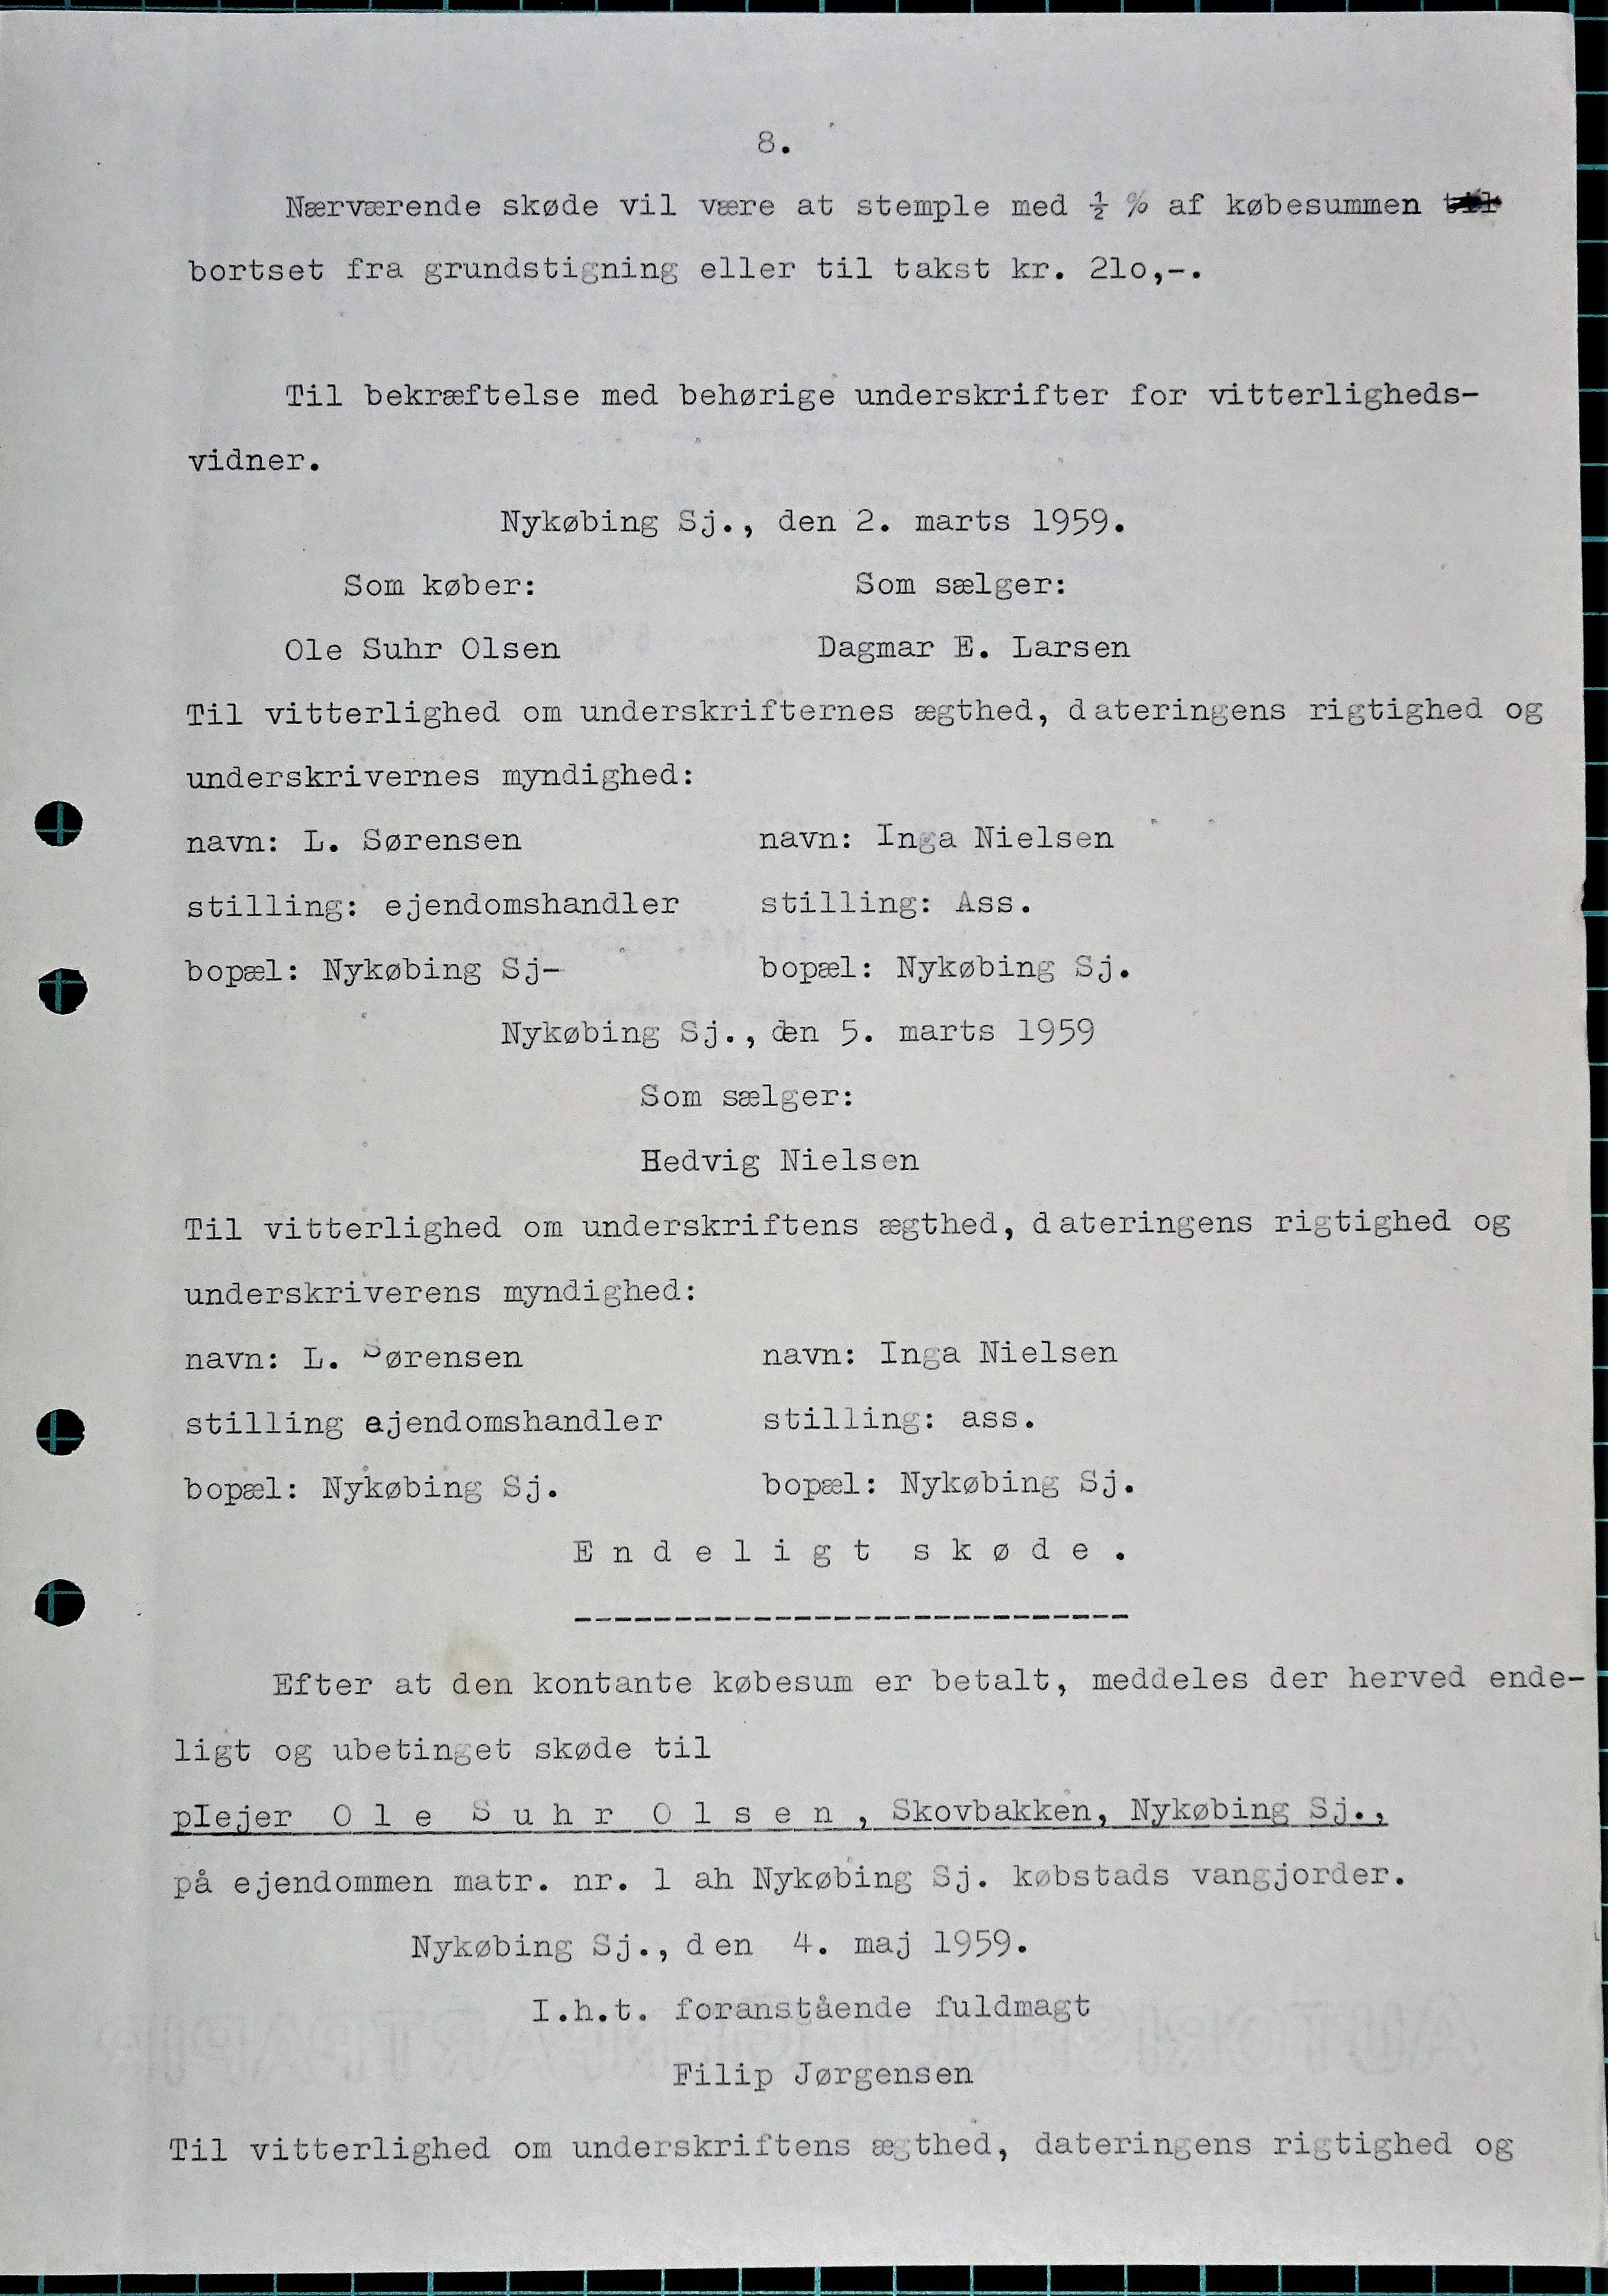 8.
Nærværende skøde vil være at stemple med ½ % af købesummen til
bortset fra grundstigning eller til takst kr. 21o,-.
Til bekræftelse med behørige underskrifter for vitterligheds-
vidner.
Nykøbing Sj., den 2. marts 1959.
Som køber: Som sælger:
Ole Suhr Olsen Dagmar E. Larsen
Til vitterlighed om underskrifternes ægthed, dateringens rigtighed og
underskrivernes myndighed:
navn: L. Sørensen navn: Inga Nielsen
stilling: ejendomshandler stilling: Ass.
bopæl: Nykøbing Sj- bopæl: Nykøbing Sj.
Nykøbing Sj., den 5. marts 1959
Som sælger:
Hedvig Nielsen
Til vitterlighed om underskriftens ægthed, dateringens rigtighed og
underskriverens myndighed:
navn: L. Sørensen navn: Inga Nielsen
stilling ejendomshandler stilling: ass.
bopæl: Nykøbing Sj. bopæl: Nykøbing Sj.
E n d e l i g t s k ø d e .
----------------------------
Efter at den kontante købesum er betalt, meddeles der herved ende-
ligt og ubetinget skøde til
plejer O l e S u h r O l s e n , Skovbakken, Nykøbing Sj.,
på ejendommen matr. nr. 1 ah Nykøbing Sj. købstads vangjorder.
Nykøbing Sj., den 4. maj 1959.
I.h.t. foranstående fuldmagt
Filip Jørgensen
Til vitterlighed om underskriftens ægthed, dateringens rigtighed og